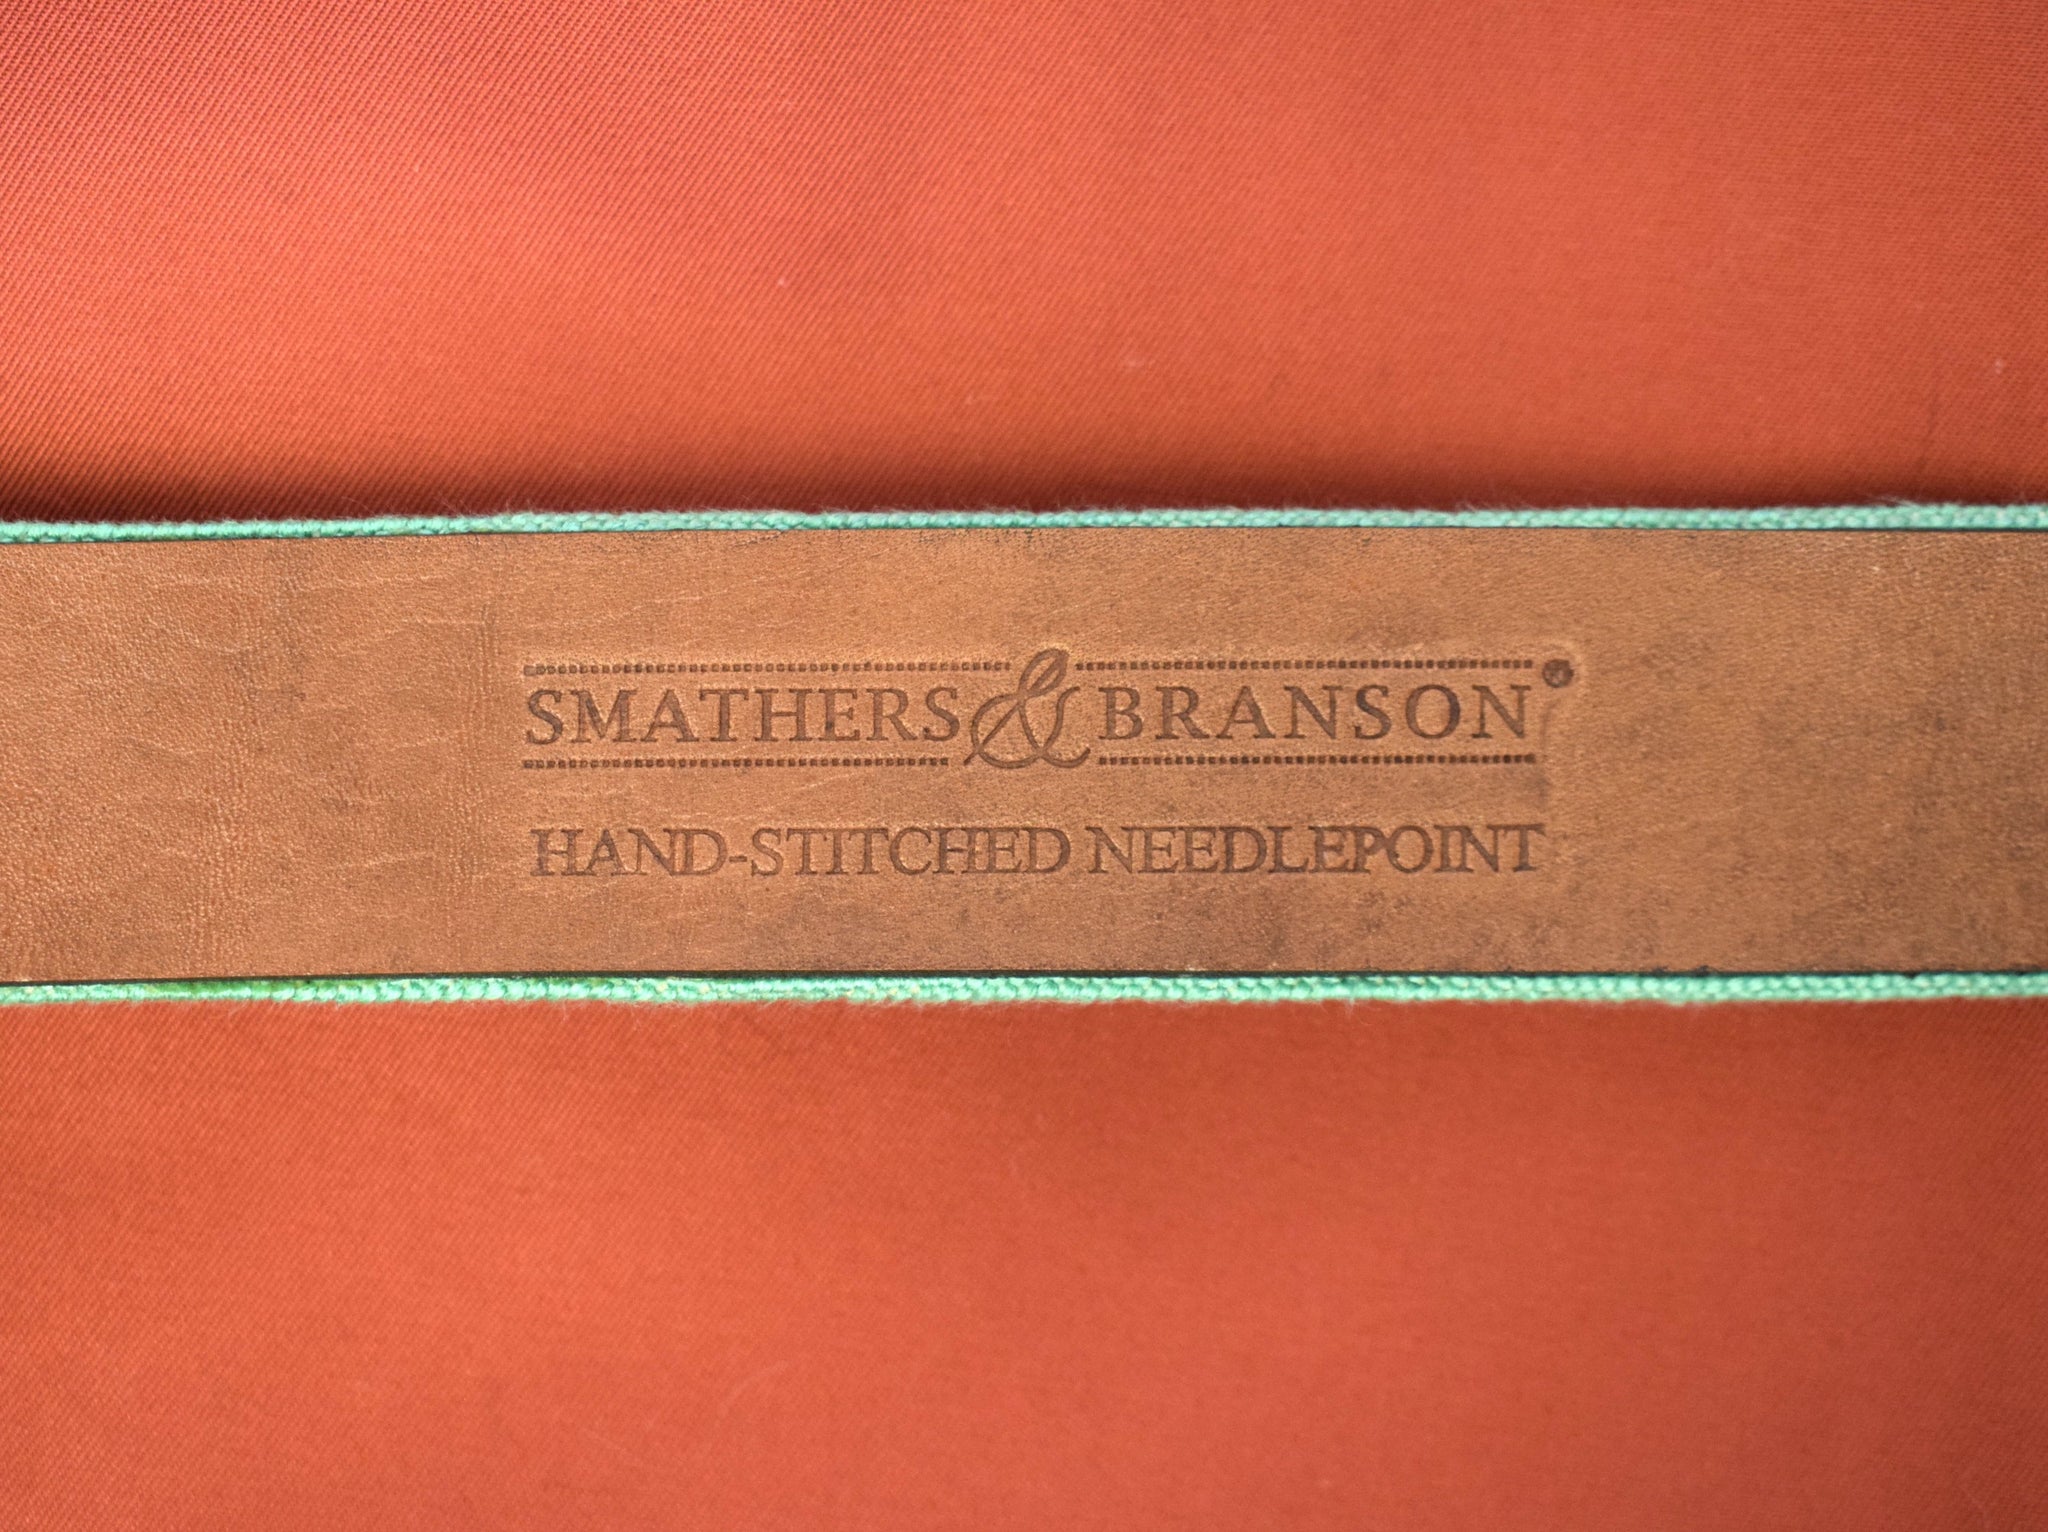 SMATHERS & BRANSON®
HAND-STITCHED NEEDLEPOINT